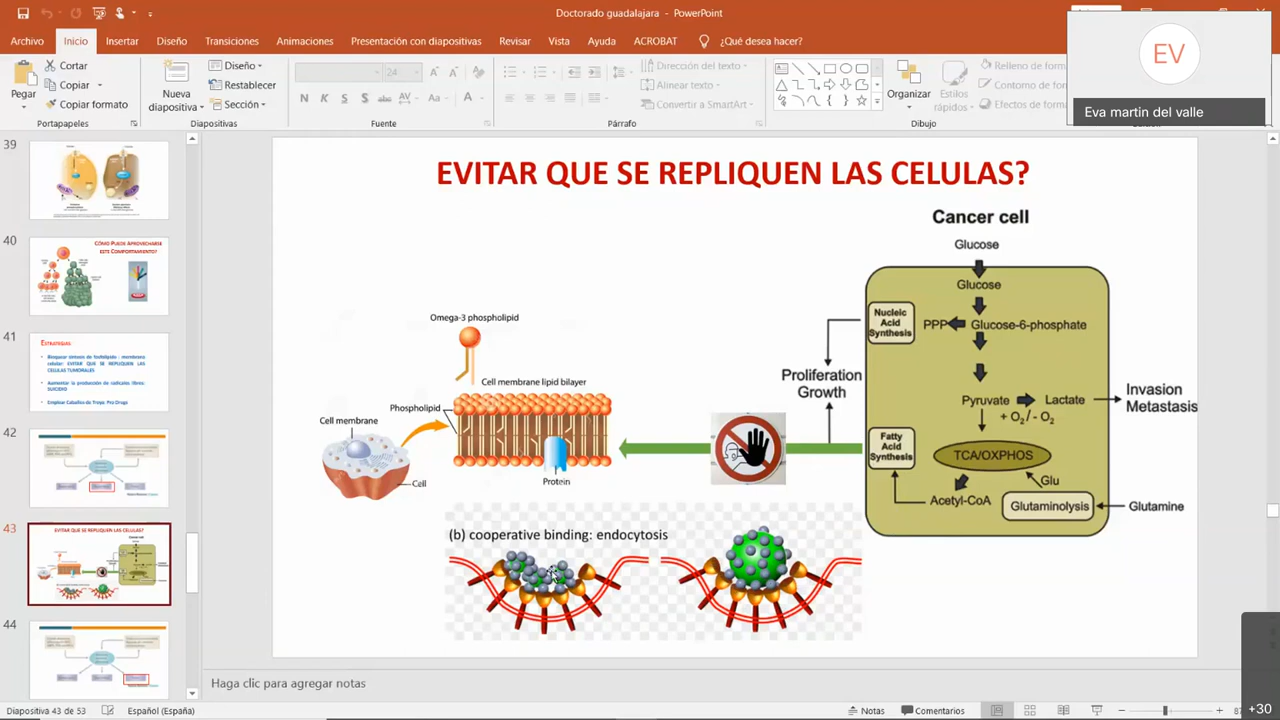 Doctorado guadalajara - PowerPoint
Archivo Inicio Insertar Diseño Transiciones Animaciones Presentación con diapositivas Revisar Vista Ayuda ACROBAT ¿Qué desea hacer?
EV
Eva martin del valle
Pegar
Cortar
Copiar
Copiar formato
Portapapeles
Nueva
diapositiva
Diseño
Restablecer
Sección
Diapositivas
24
N K S S abc AV Aa A
Fuente
Dirección del texto
Alinear texto
Convertir a SmartArt
Párrafo
Organizar
Estilos
rápidos
Relleno de form
Contorno de form
Efectos de form
Dibujo
39
40
CÓMO PUEDE APROVECHARSE
ESTE COMPORTAMIENTO?
41
ESTRATEGIAS
• Bloquear síntesis de fosfolípido : membrana
celular: EVITAR QUE SE REPLIQUEN LAS
CELULAS TUMORALES
• Aumentar la producción de radicales libres:
SUICIDIO
• Emplear Caballos de Troya: Pro Drugs
42
43
EVITAR QUE SE REPLIQUEN LAS CELULAS?
44
EVITAR QUE SE REPLIQUEN LAS CELULAS?
Omega-3 phospholipid
Cell membrane lipid bilayer
Phospholipid
Cell membrane
Cell
Protein
(b) cooperative binding: endocytosis
Cancer cell
Glucose
Glucose
Nucleic
Acid
Synthesis
PPP
Glucose-6-phosphate
Proliferation
Growth
Pyruvate
Lactate
+ O₂/ - O₂
Invasion
Metastasis
Fatty
Acid
Synthesis
TCA/OXPHOS
Glu
Acetyl-CoA
Glutaminolysis
Glutamine
Haga clic para agregar notas
Diapositiva 43 de 53 Español (España) Notas Comentarios
+30